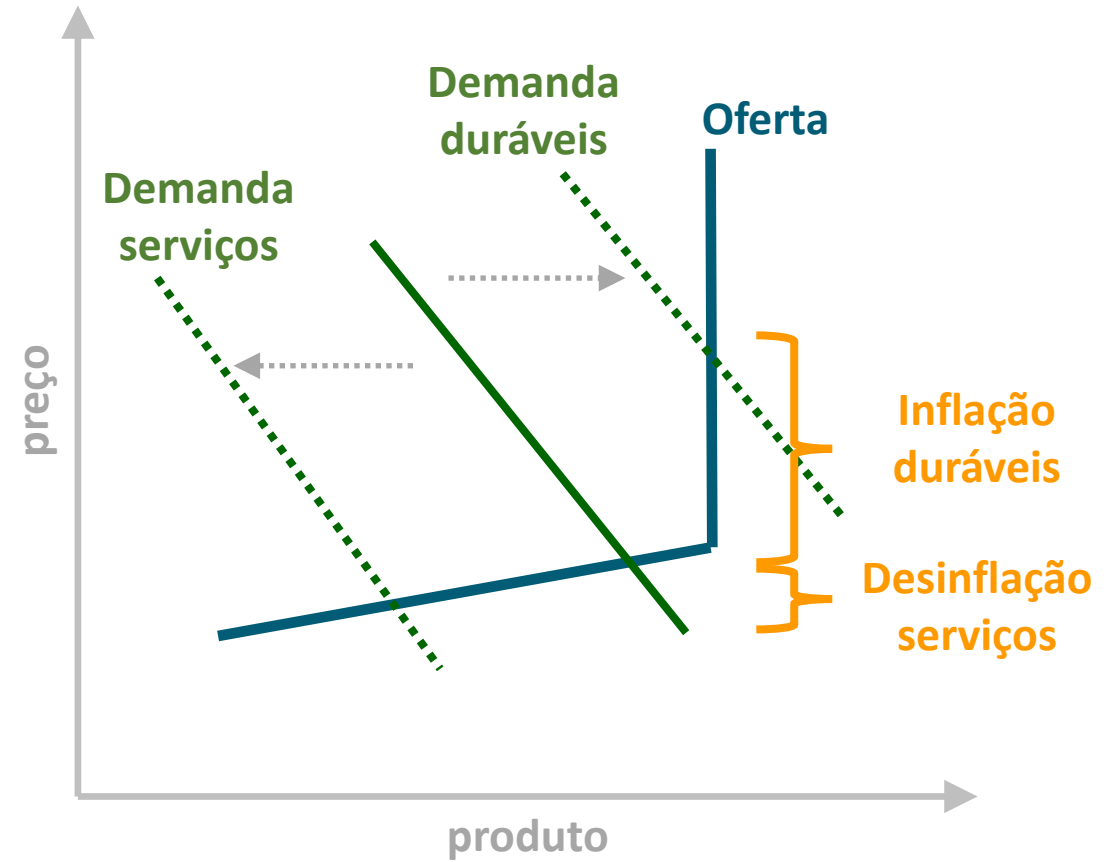 Demanda
duráveis
Oferta
Demanda
serviços
preço
Inflação
duráveis
Desinflação
serviços
produto